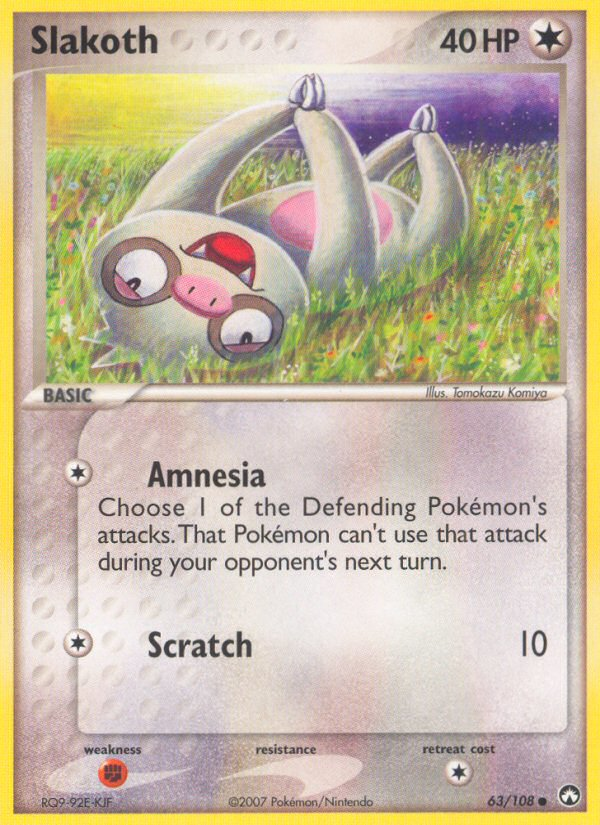 Slakoth
40 HP
BASIC
Illus. Tomokazu Komiya
Amnesia
Choose 1 of the Defending Pokémon's
attacks. That Pokémon can't use that attack
during your opponent's next turn.
Scratch 10
weakness resistance retreat cost
RQ9-92E-KJF ©2007 Pokémon/Nintendo 63/108